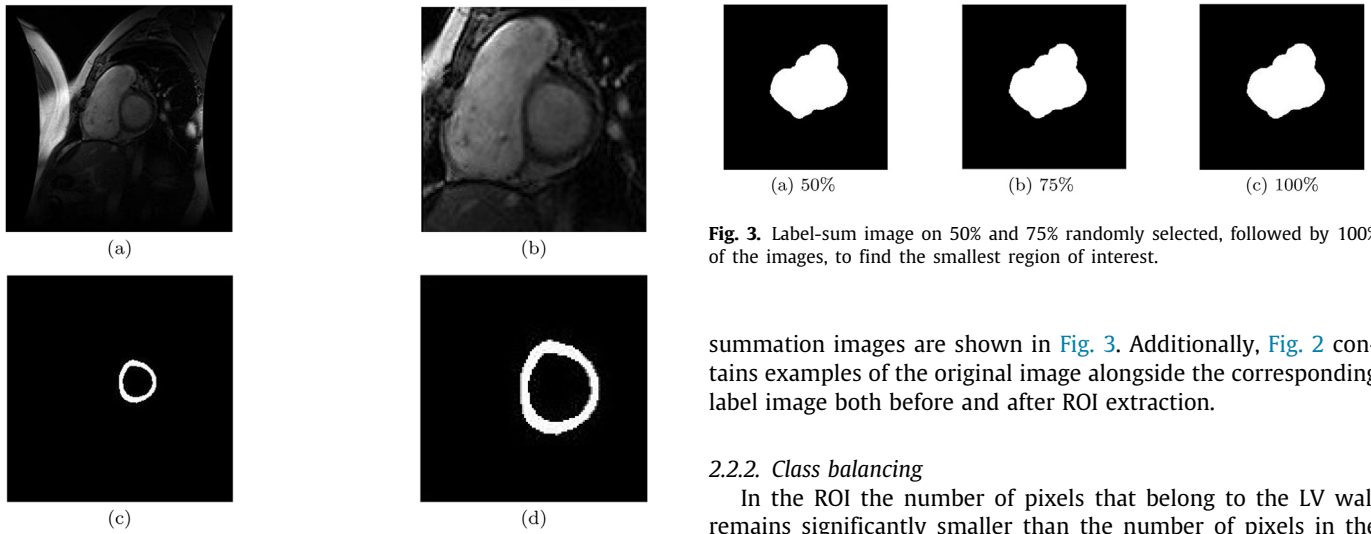 (a)
(b)
(c)
(d)
(a) 50%
(b) 75%
(c) 100%
Fig. 3. Label-sum image on 50% and 75% randomly selected, followed by 100%
of the images, to find the smallest region of interest.
summation images are shown in Fig. 3. Additionally, Fig. 2 con-
tains examples of the original image alongside the corresponding
label image both before and after ROI extraction.
2.2.2. Class balancing
In the ROI the number of pixels that belong to the LV wall
remains significantly smaller than the number of pixels in the